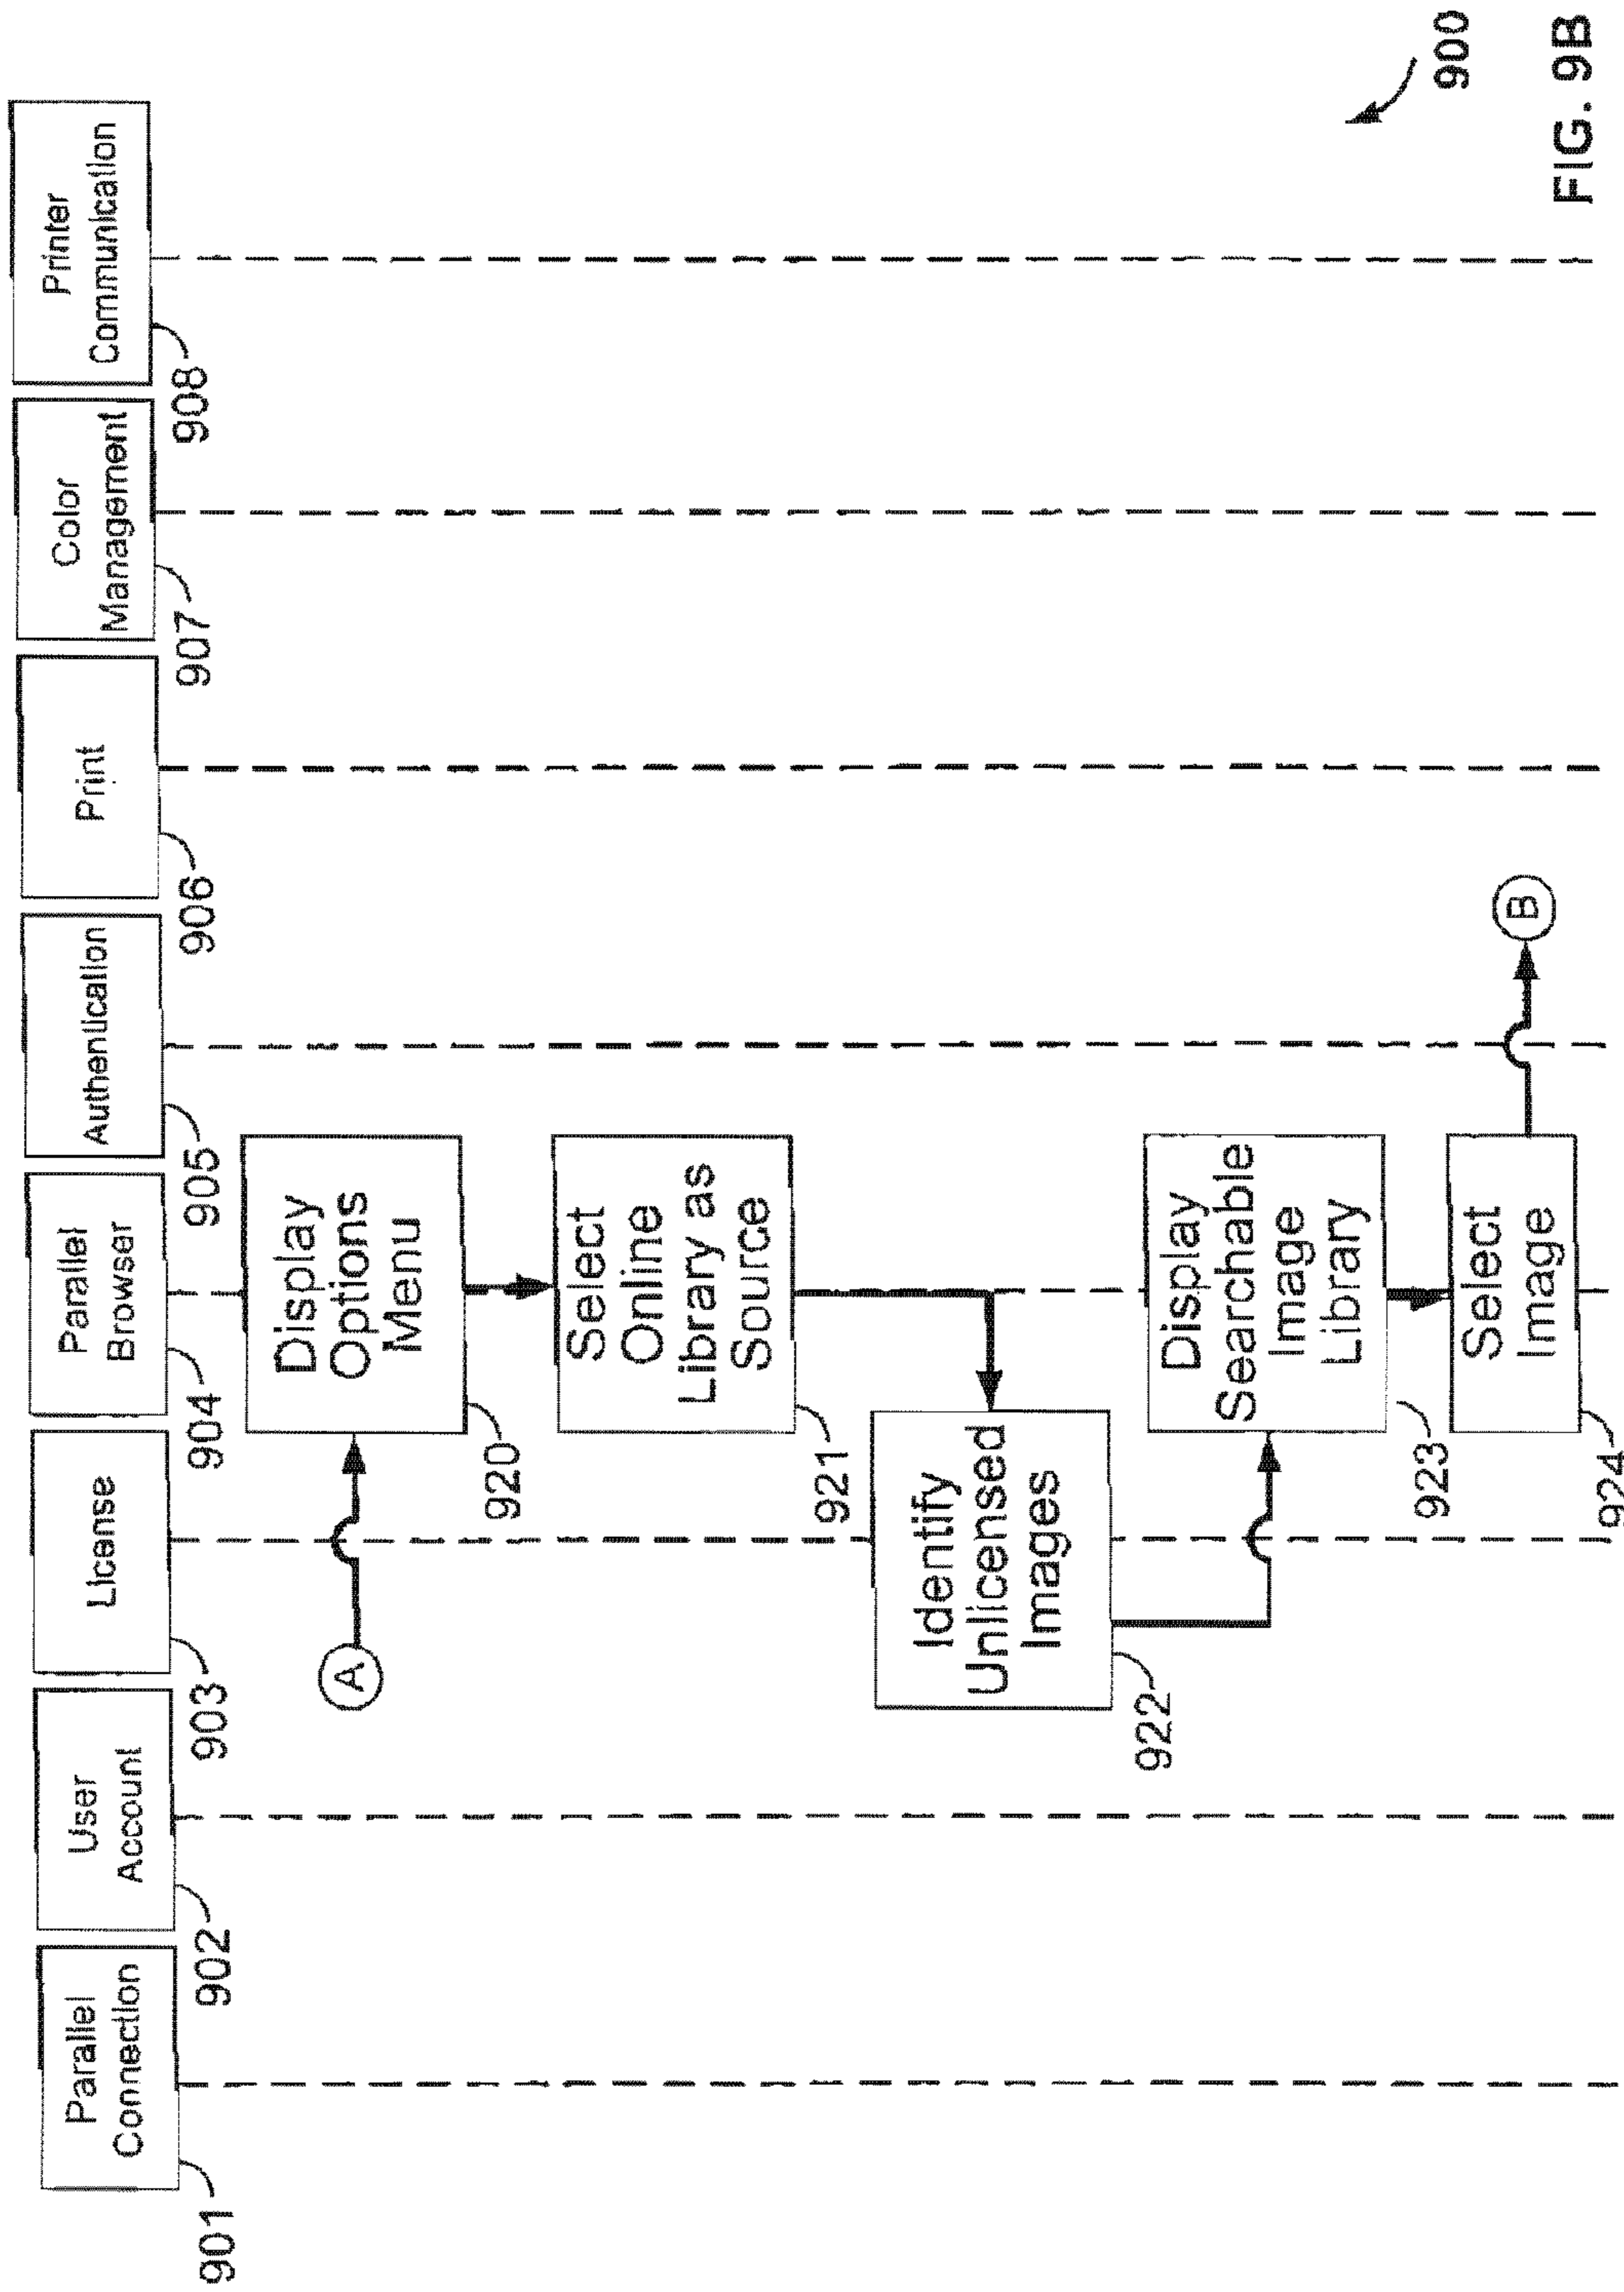 Parallel
Connection
901
User
Account
902
License
903
Parallel
Browser
904
Authentication
905
Print
906
Color
Management
907
Printer
Communication
908
A
Display
Options
Menu
920
Select
Online
Library as
Source
921
Identify
Unlicensed
Images
922
Display
Searchable
Image
Library
923
Select
Image
924
B
900
FIG. 9B